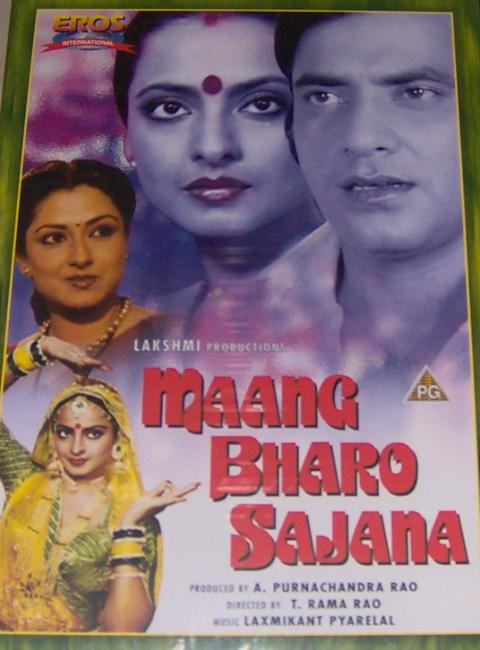 EROS
INTERNATIONAL
LAKSHMI PRODUCTIONS
MAANG
BHARO
SAJANA
PG
PRODUCED BY A. PURNACHANDRA RAO
DIRECTED BY T. RAMA RAO
MUSIC LAXMIKANT PYARELAL